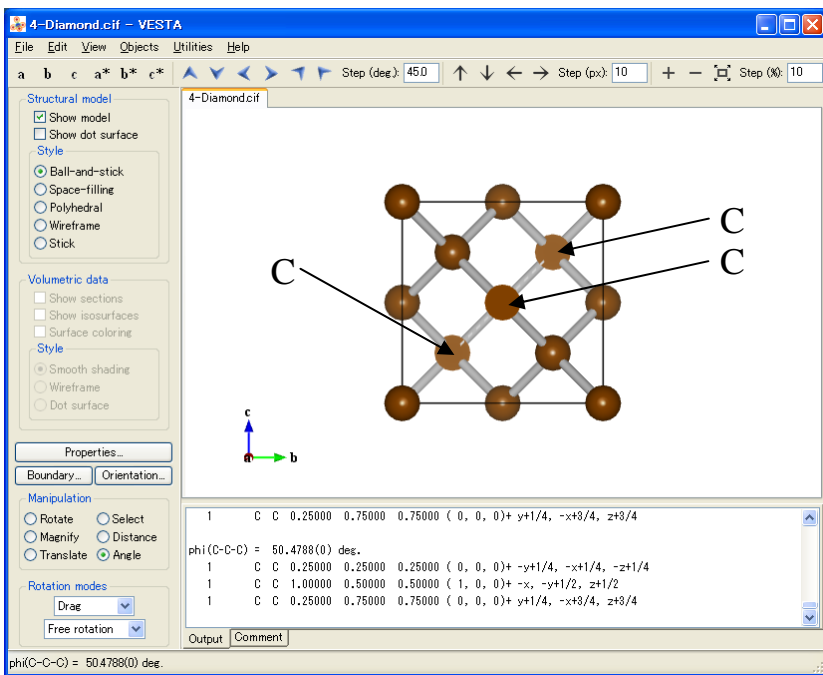 4-Diamond.cif - VESTA
File Edit View Objects Utilities Help
a b c a* b* c* Step (deg.): 45.0 Step (px): 10 Step (%): 10
Structural model
Show model
Show dot surface
Style
Ball-and-stick
Space-filling
Polyhedral
Wireframe
Stick
Volumetric data
Show sections
Show isosurfaces
Surface coloring
Style
Smooth shading
Wireframe
Dot surface
Properties...
Boundary... Orientation...
Manipulation
Rotate Select
Magnify Distance
Translate Angle
Rotation modes
Drag
Free rotation
4-Diamond.cif
C
C
C
c
a b
1 C C 0.25000 0.75000 0.75000 ( 0, 0, 0)+ y+1/4, -x+3/4, z+3/4
phi(C-C-C) = 50.4788(0) deg.
1 C C 0.25000 0.25000 0.25000 ( 0, 0, 0)+ -y+1/4, -x+1/4, -z+1/4
1 C C 1.00000 0.50000 0.50000 ( 1, 0, 0)+ -x, -y+1/2, z+1/2
1 C C 0.25000 0.75000 0.75000 ( 0, 0, 0)+ y+1/4, -x+3/4, z+3/4
Output Comment
phi(C-C-C) = 50.4788(0) deg.